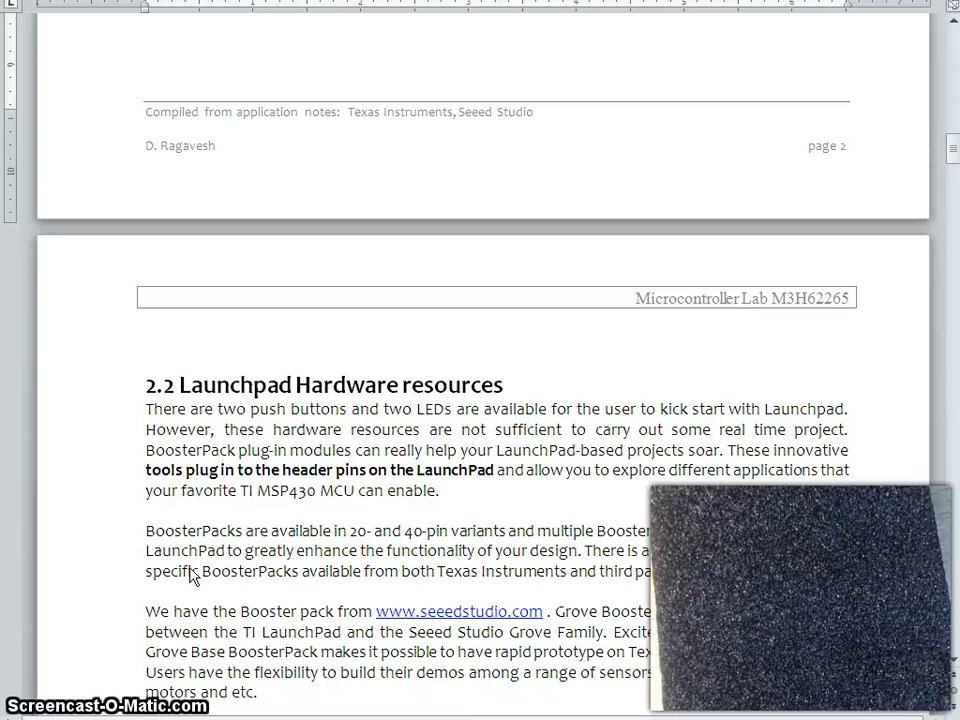 Compiled from application notes: Texas Instruments, Seeed Studio
D. Ragavesh page 2
Microcontroller Lab M3H62265
2.2 Launchpad Hardware resources
There are two push buttons and two LEDs are available for the user to kick start with Launchpad.
However, these hardware resources are not sufficient to carry out some real time project.
BoosterPack plug-in modules can really help your LaunchPad-based projects soar. These innovative
tools plug in to the header pins on the LaunchPad and allow you to explore different applications that
your favorite TI MSP430 MCU can enable.
BoosterPacks are available in 20- and 40-pin variants and multiple Booster
LaunchPad to greatly enhance the functionality of your design. There is a
specific BoosterPacks available from both Texas Instruments and third pa
We have the Booster pack from www.seeedstudio.com . Grove Booste
between the TI LaunchPad and the Seeed Studio Grove Family. Excite
Grove Base BoosterPack makes it possible to have rapid prototype on Tex
Users have the flexibility to build their demos among a range of sensors
motors and etc.
Screencast-O-Matic.com